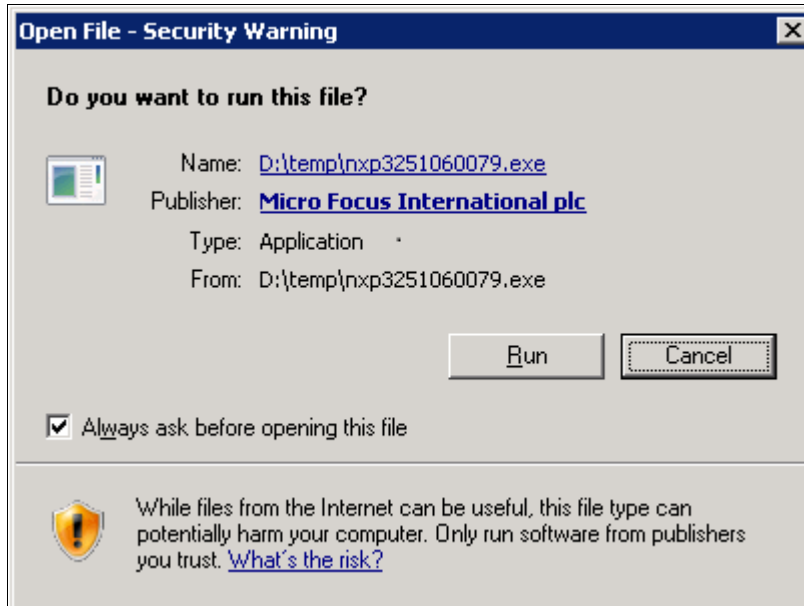 Open File - Security Warning
Do you want to run this file?
Name: D:\temp\nxp3251060079.exe
Publisher: Micro Focus International plc
Type: Application
From: D:\temp\nxp3251060079.exe
Run Cancel
Always ask before opening this file
While files from the Internet can be useful, this file type can
potentially harm your computer. Only run software from publishers
you trust. What's the risk?